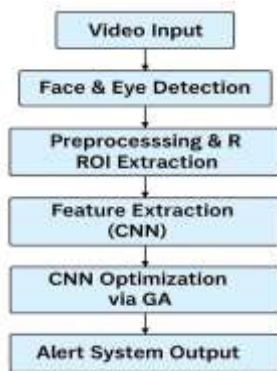 Video Input
Face & Eye Detection
Preprocesssing & R
ROI Extraction
Feature Extraction
(CNN)
CNN Optimization
via GA
Alert System Output